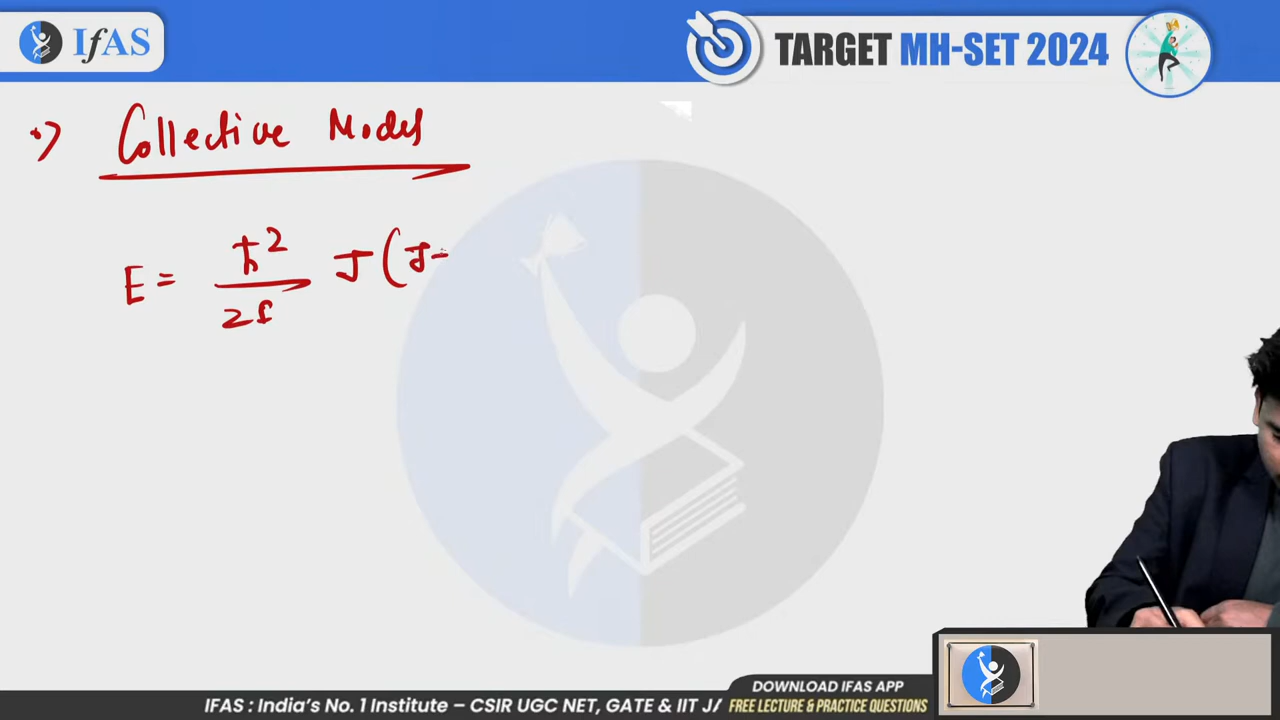 IfAS
TARGET MH-SET 2024
•) Collective Model
E = ħ² / 2I J(J-
DOWNLOAD IFAS APP
IFAS : India's No. 1 Institute – CSIR UGC NET, GATE & IIT J/ FREE LECTURE & PRACTICE QUESTIONS